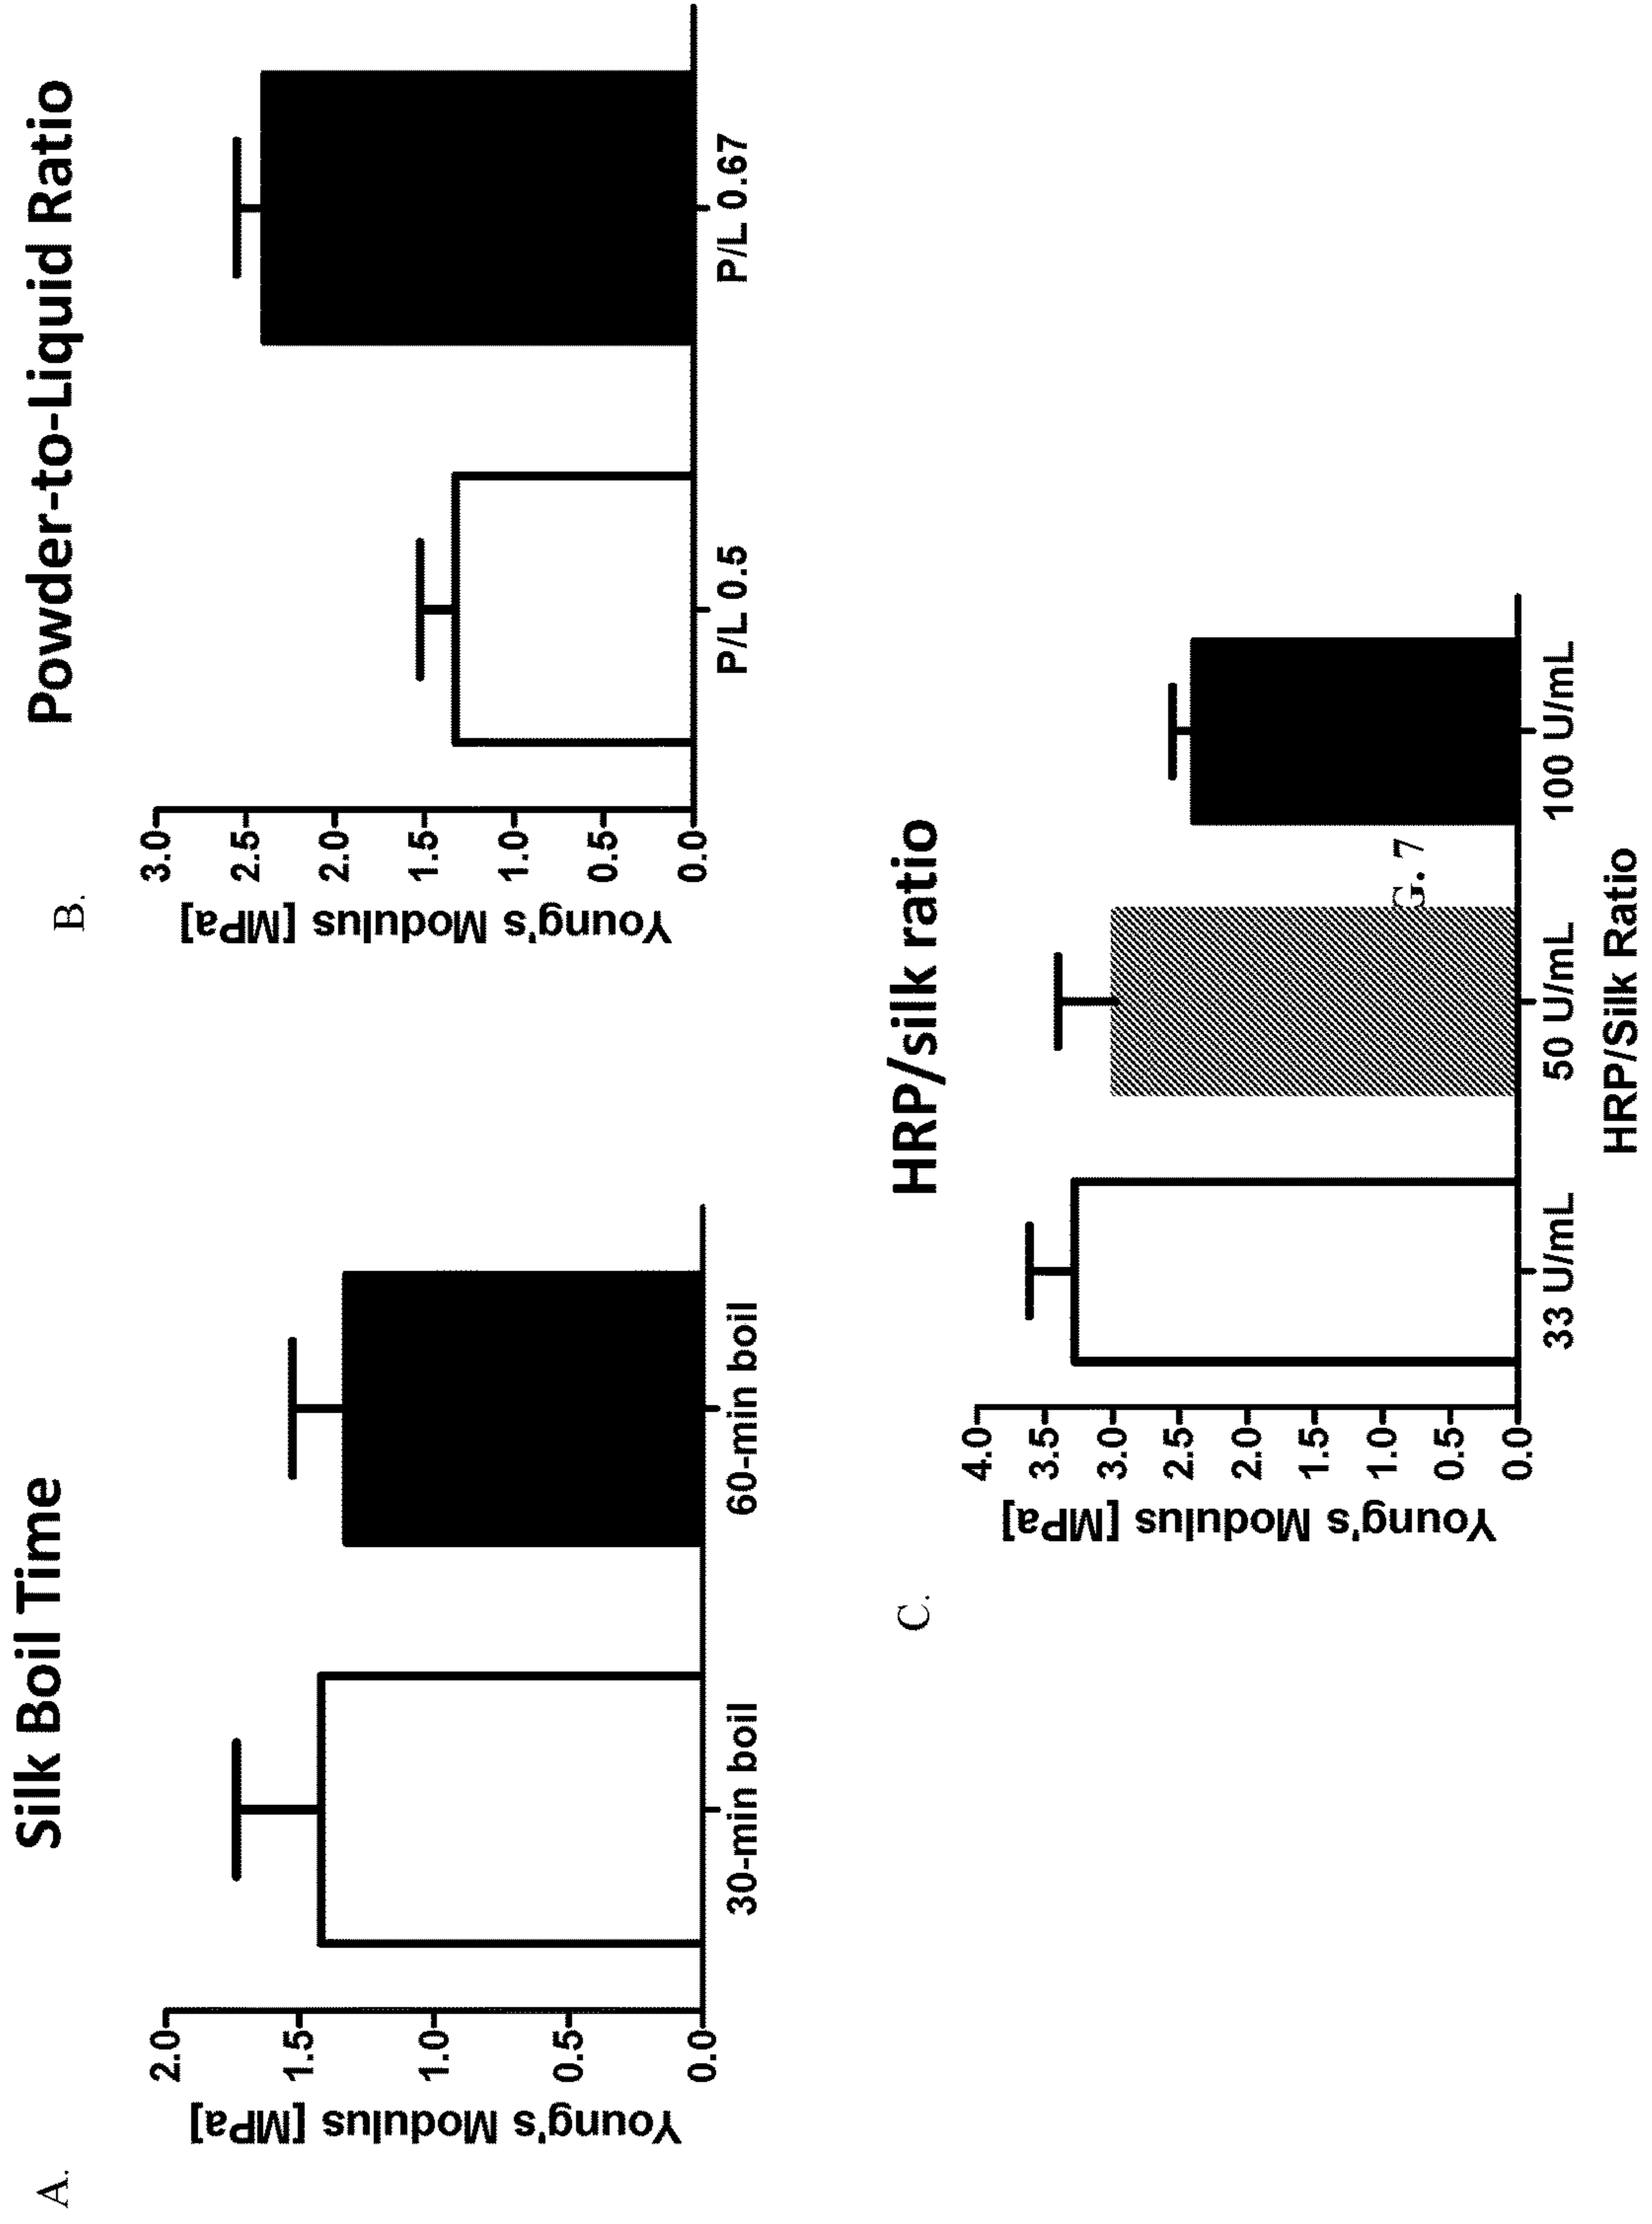 A.
Silk Boil Time
Young's Modulus [MPa]
2.0
1.5
1.0
0.5
0.0
30-min boil
60-min boil
B.
Powder-to-Liquid Ratio
Young's Modulus [MPa]
3.0
2.5
2.0
1.5
1.0
0.5
0.0
P/L 0.5
P/L 0.67
C.
HRP/silk ratio
Young's Modulus [MPa]
4.0
3.5
3.0
2.5
2.0
1.5
1.0
0.5
0.0
33 U/mL
50 U/mL
100 U/mL
HRP/Silk Ratio
G. 7